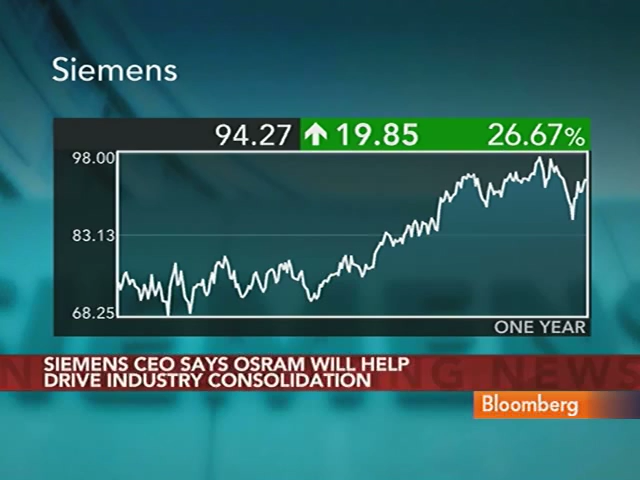 Siemens
94.27 19.85 26.67%
98.00
83.13
68.25
ONE YEAR
SIEMENS CEO SAYS OSRAM WILL HELP
DRIVE INDUSTRY CONSOLIDATION
NEWS
Bloomberg